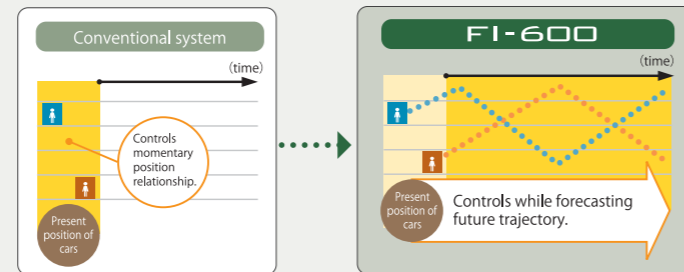 Conventional system
(time)
Controls
momentary
position
relationship.
Present
position of
cars
FI-600
(time)
Present
position of
cars
Controls while forecasting
future trajectory.